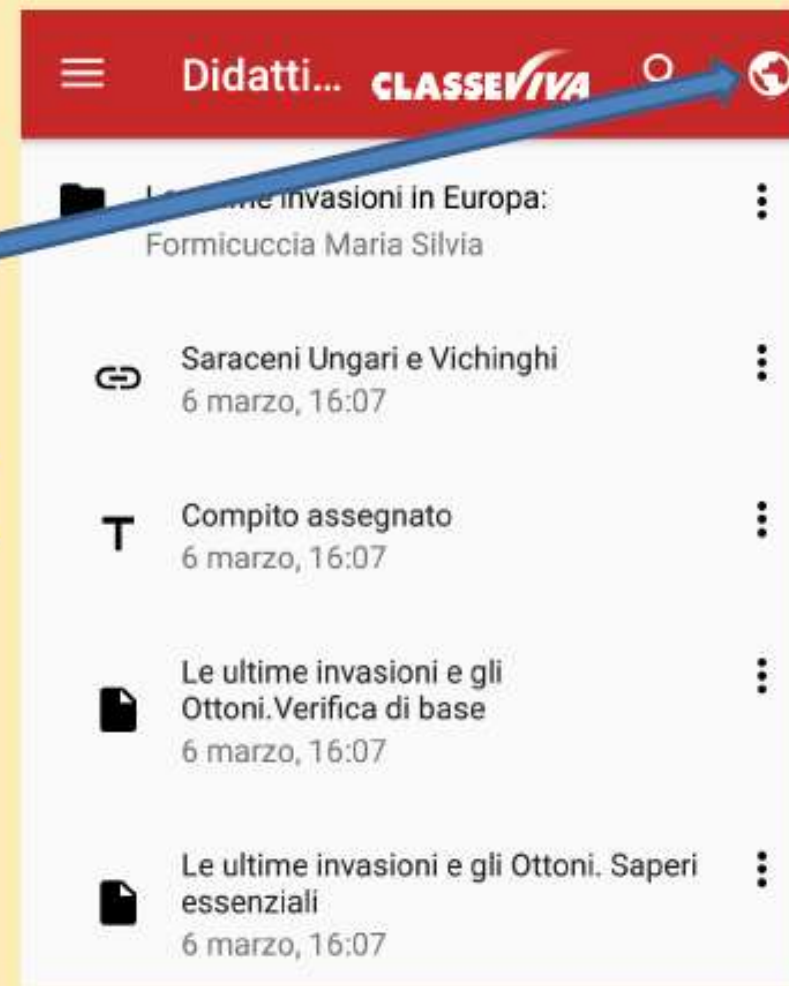 Didatti... CLASSEVIVA
invasioni in Europa:
Formicuccia Maria Silvia
Saraceni Ungari e Vichinghi
6 marzo, 16:07
T Compito assegnato
6 marzo, 16:07
Le ultime invasioni e gli
Ottoni.Verifica di base
6 marzo, 16:07
Le ultime invasioni e gli Ottoni. Saperi
essenziali
6 marzo, 16:07